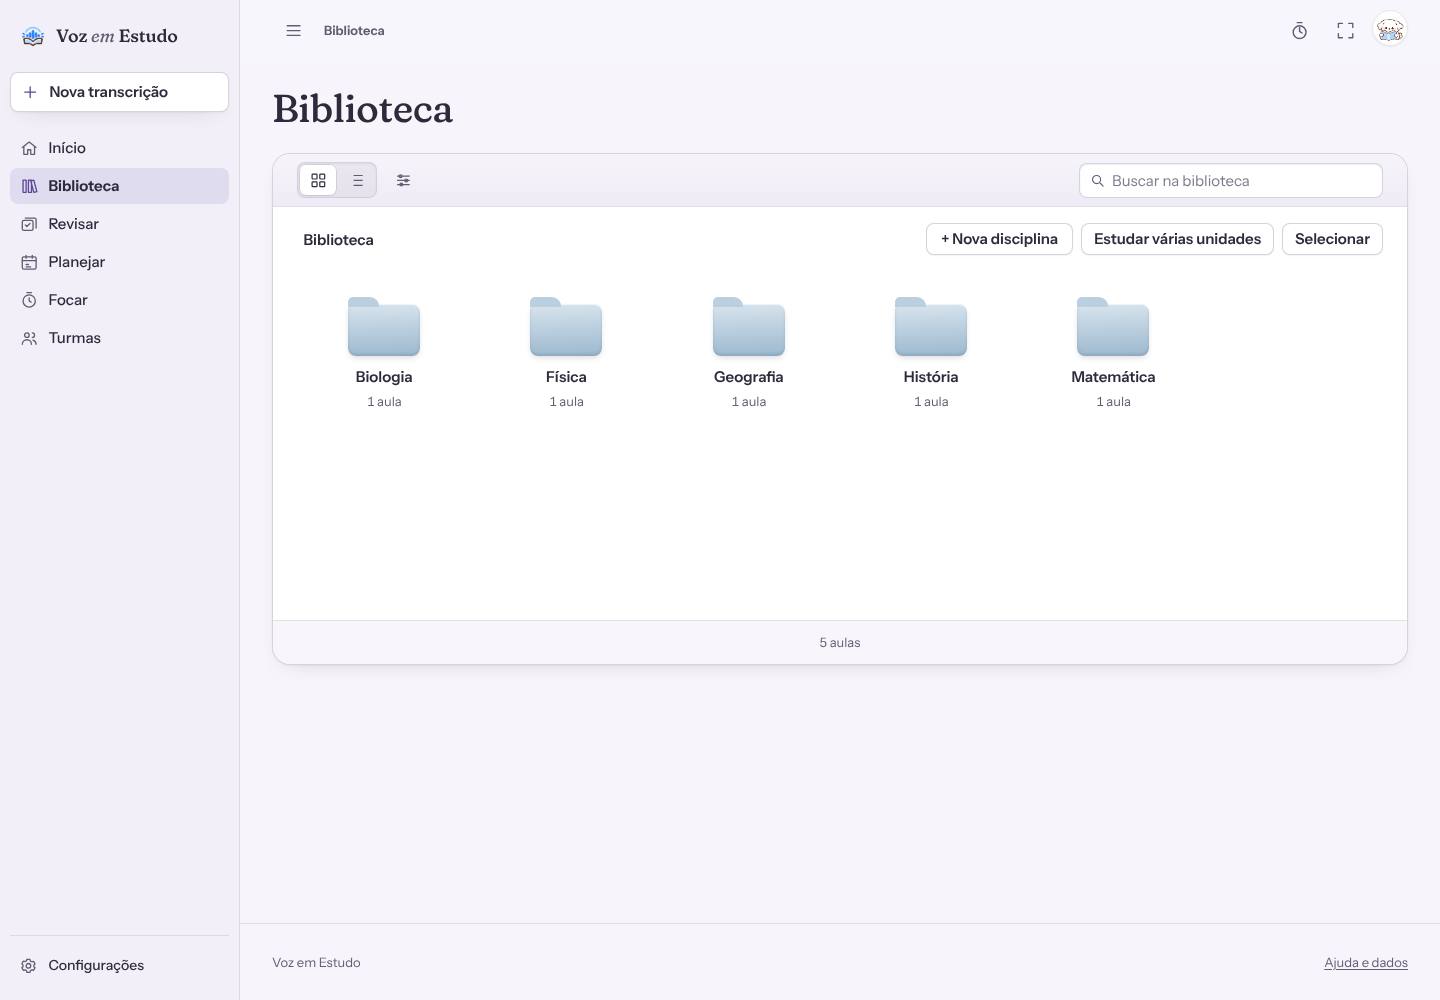 Voz em Estudo
Nova transcrição
Início
Biblioteca
Revisar
Planejar
Focar
Turmas
Configurações
Biblioteca
Biblioteca
Buscar na biblioteca
Biblioteca
+ Nova disciplina
Estudar várias unidades
Selecionar
Biologia
1 aula
Física
1 aula
Geografia
1 aula
História
1 aula
Matemática
1 aula
5 aulas
Voz em Estudo
Ajuda e dados